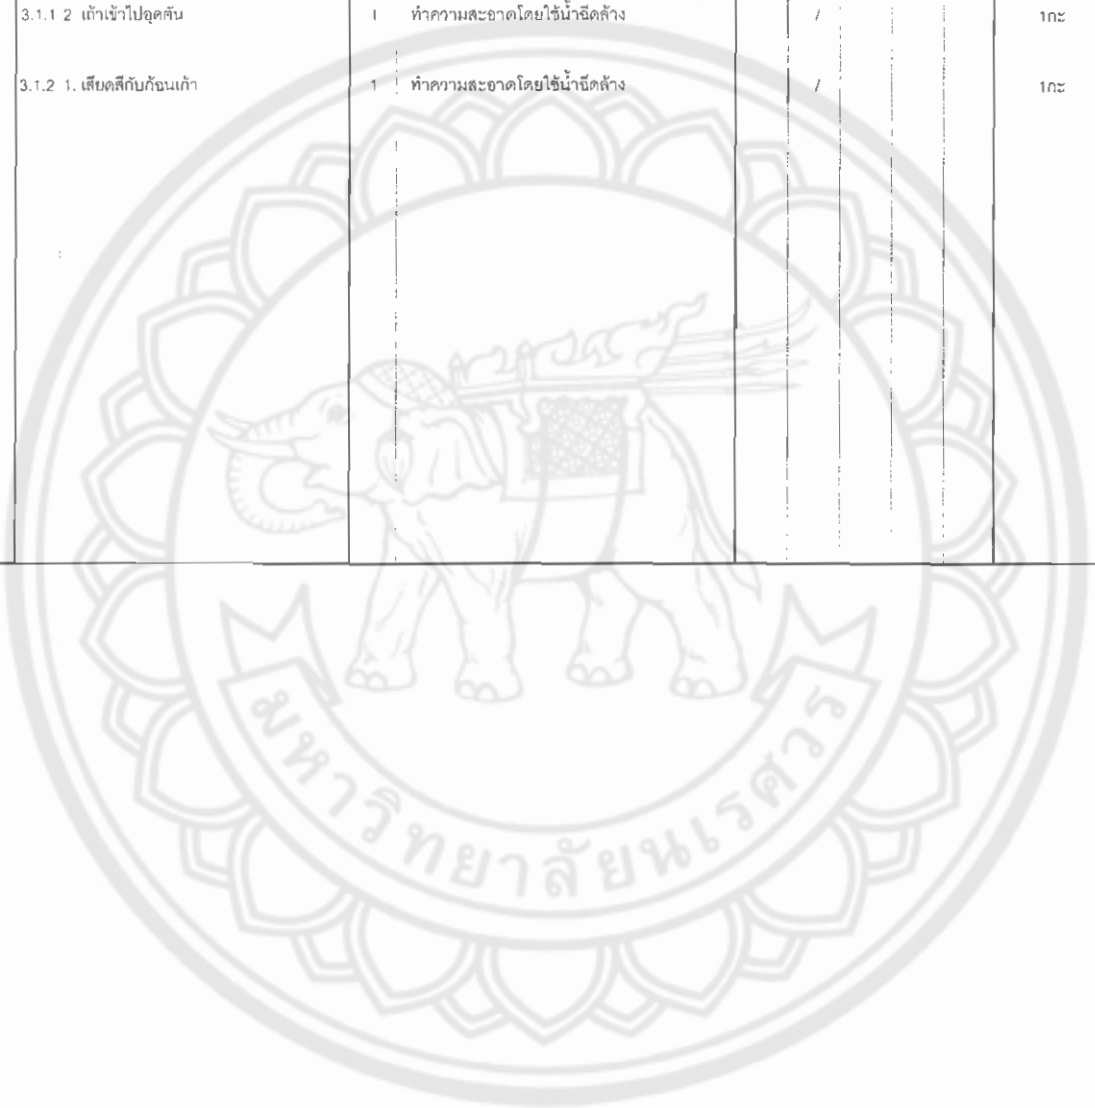 3.1.1 2 เถ้าเข้าไปอุดตัน 1 ทำความสะอาดโดยใช้น้ำฉีดล้าง / 1กะ
3.1.2 1. เสียดสีกับก้อนเถ้า 1 ทำความสะอาดโดยใช้น้ำฉีดล้าง / 1กะ
มหาวิทยาลัยนเรศวร